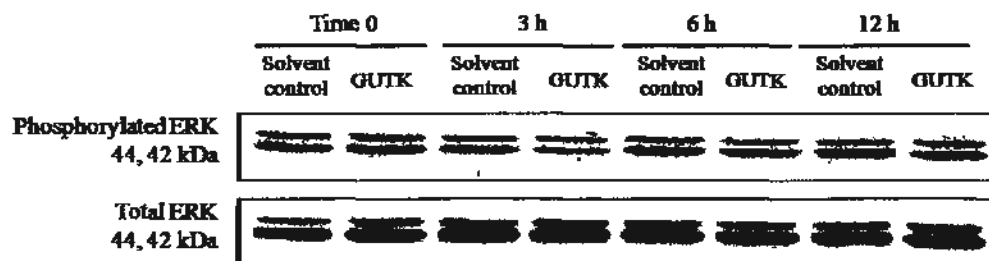 Time 0 3 h 6 h 12 h
Solvent control GUTK Solvent control GUTK Solvent control GUTK Solvent control GUTK
Phosphorylated ERK
44, 42 kDa
Total ERK
44, 42 kDa